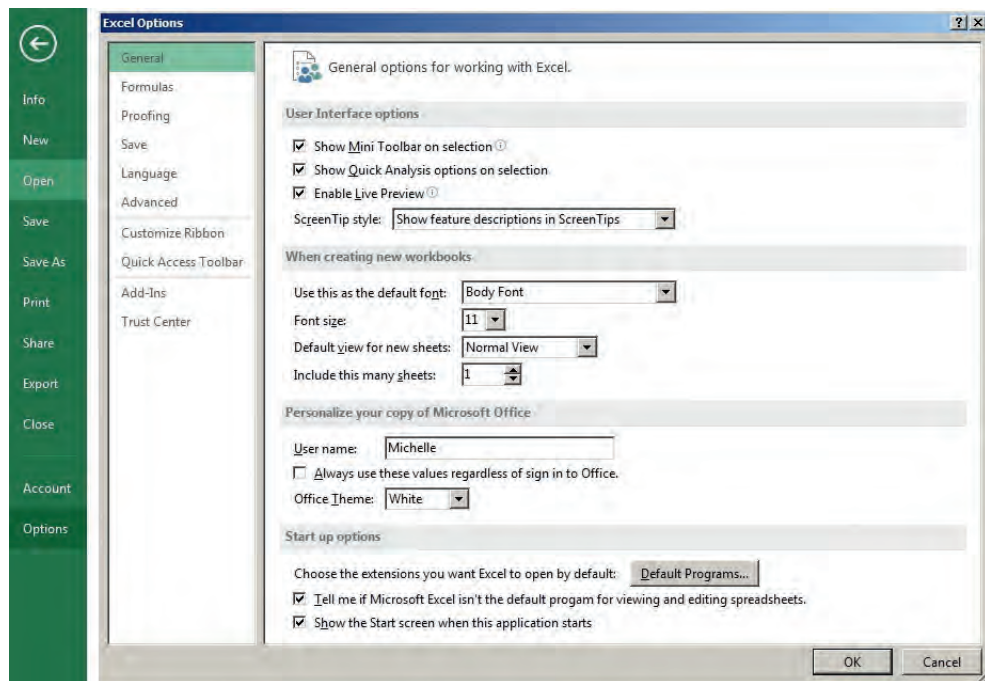 Excel Options
Info
New
Open
Save
Save As
Print
Share
Export
Close
Account
Options
General
Formulas
Proofing
Save
Language
Advanced
Customize Ribbon
Quick Access Toolbar
Add-Ins
Trust Center
General options for working with Excel.
User Interface options
Show Mini Toolbar on selection
Show Quick Analysis options on selection
Enable Live Preview
ScreenTip style: Show feature descriptions in ScreenTips
When creating new workbooks
Use this as the default font: Body Font
Font size: 11
Default view for new sheets: Normal View
Include this many sheets: 1
Personalize your copy of Microsoft Office
User name: Michelle
Always use these values regardless of sign in to Office.
Office Theme: White
Start up options
Choose the extensions you want Excel to open by default: Default Programs...
Tell me if Microsoft Excel isn't the default progam for viewing and editing spreadsheets.
Show the Start screen when this application starts
OK Cancel